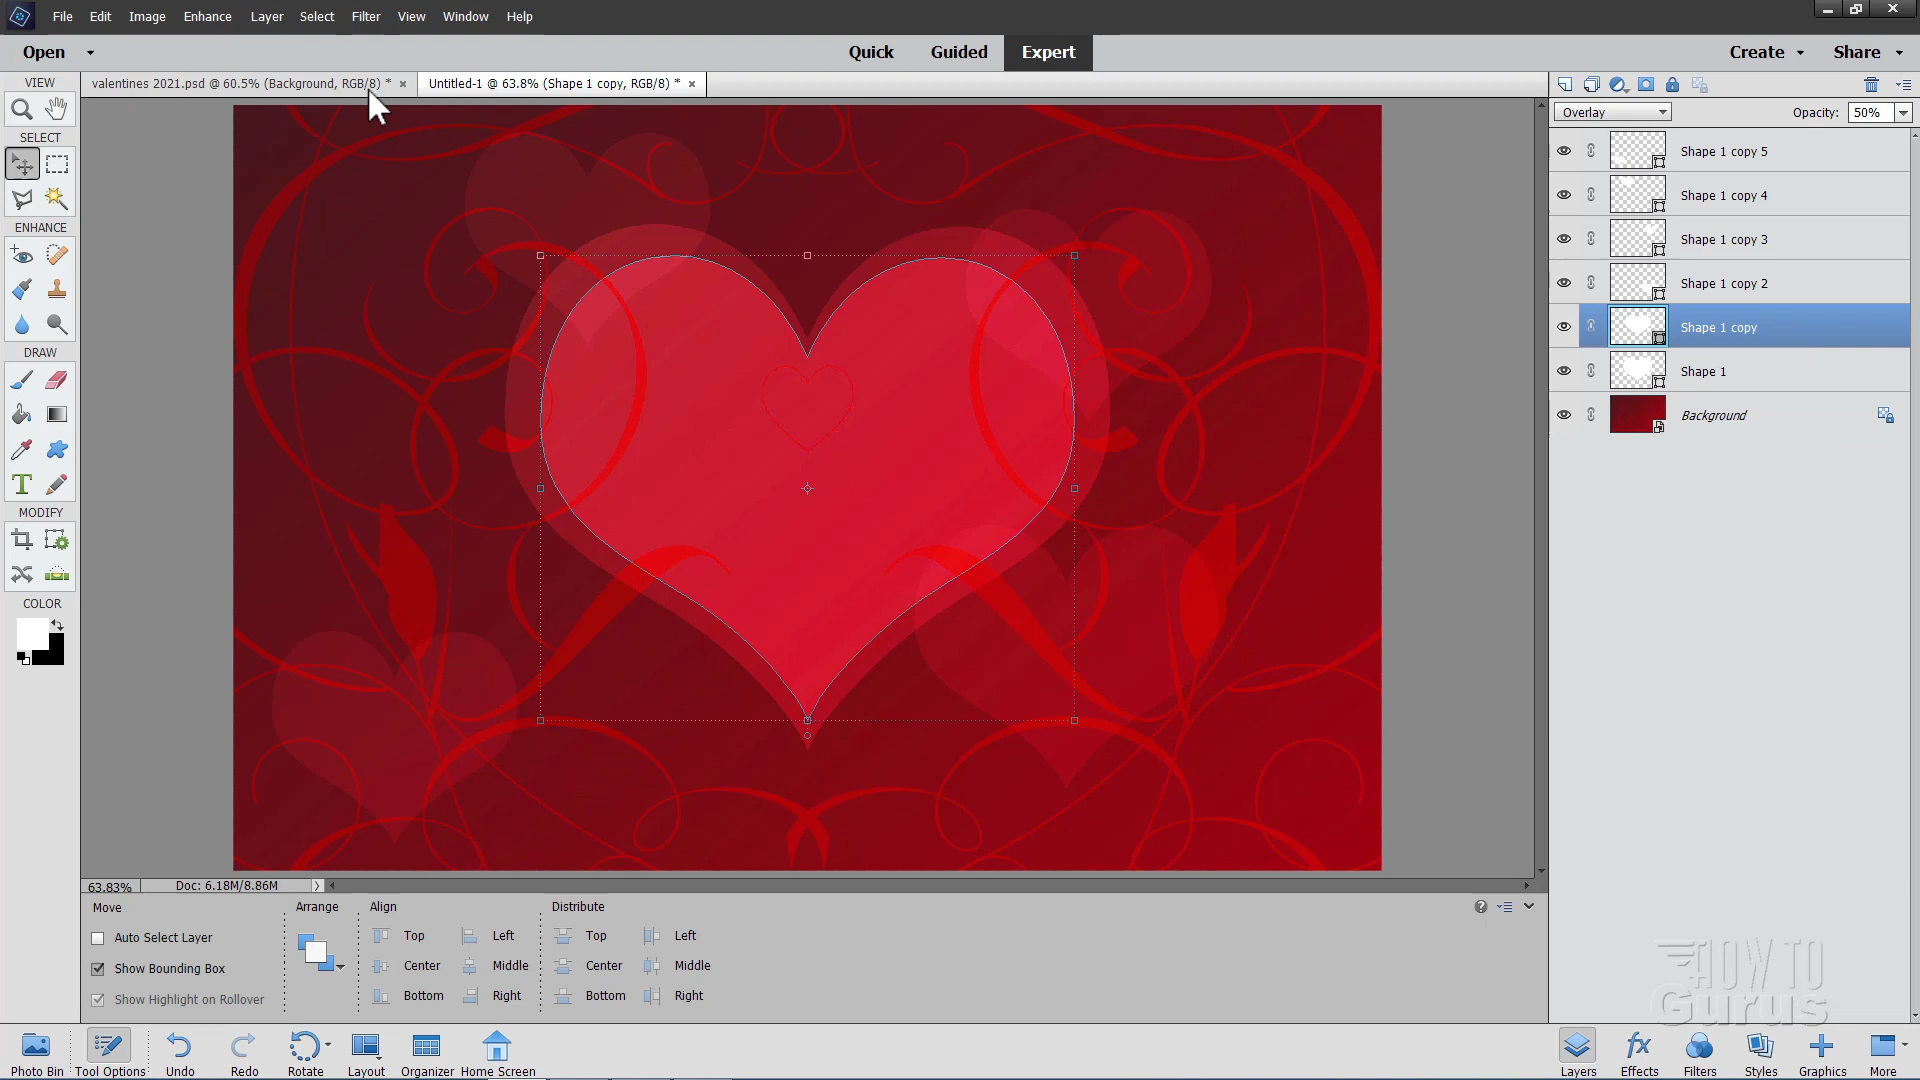 File Edit Image Enhance Layer Select Filter View Window Help
Open Quick Guided Expert Create Share
VIEW
valentines 2021.psd @ 60.5% (Background, RGB/8) * ×
Untitled-1 @ 63.8% (Shape 1 copy, RGB/8) * ×
SELECT
ENHANCE
DRAW
MODIFY
COLOR
Overlay Opacity: 50%
Shape 1 copy 5
Shape 1 copy 4
Shape 1 copy 3
Shape 1 copy 2
Shape 1 copy
Shape 1
Background
63.83% Doc: 6.18M/8.86M
Move Arrange Align Distribute
Auto Select Layer Top Left Top Left
Show Bounding Box Center Middle Center Middle
Show Highlight on Rollover Bottom Right Bottom Right
HOW TO
Gurus
Photo Bin Tool Options Undo Redo Rotate Layout Organizer Home Screen
Layers Effects Filters Styles Graphics More